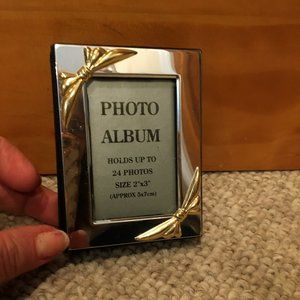 PHOTO
ALBUM
HOLDS UP TO
24 PHOTOS
SIZE 2"x3"
(APPROX 5x7cm)